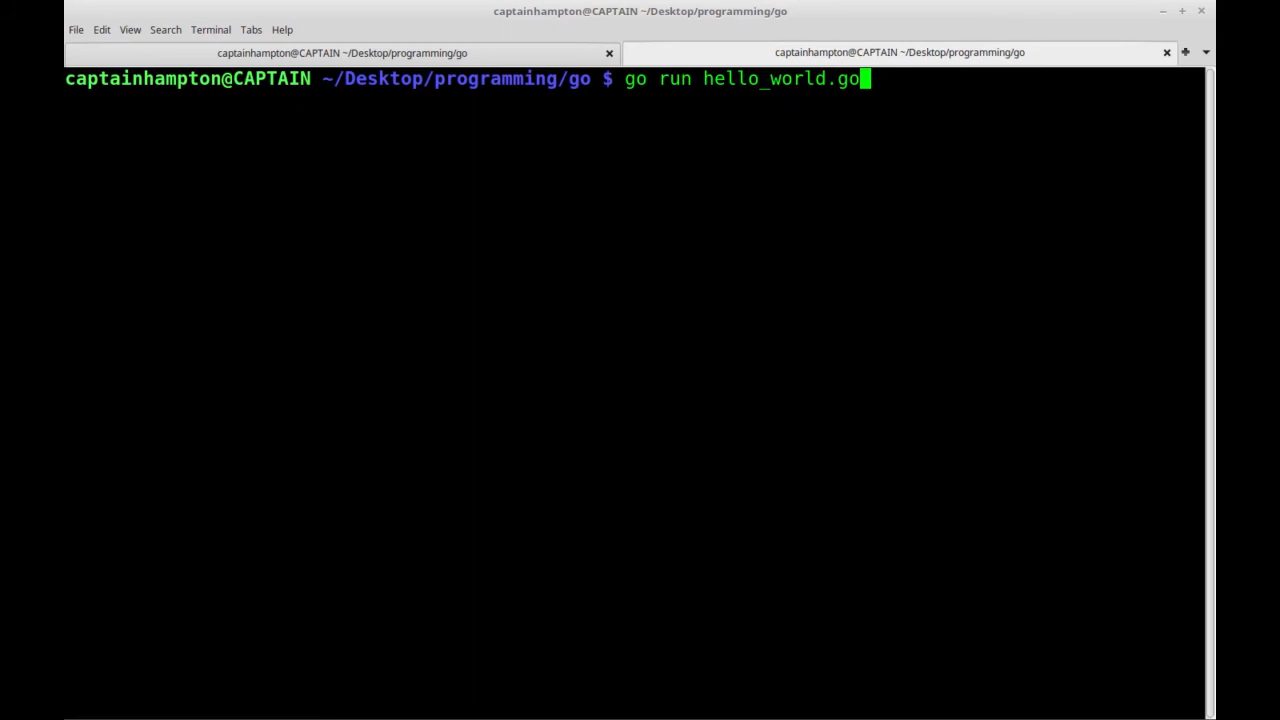 captainhampton@CAPTAIN ~/Desktop/programming/go
File Edit View Search Terminal Tabs Help
captainhampton@CAPTAIN ~/Desktop/programming/go captainhampton@CAPTAIN ~/Desktop/programming/go
captainhampton@CAPTAIN ~/Desktop/programming/go $ go run hello_world.go